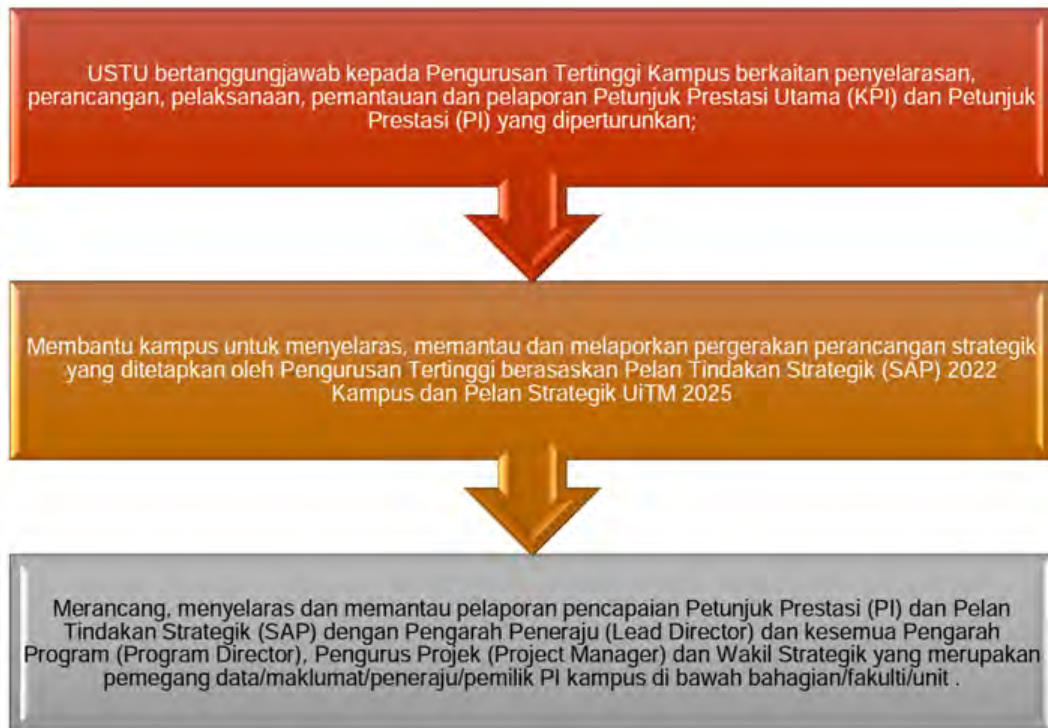 USTU bertanggungjawab kepada Pengurusan Tertinggi Kampus berkaitan penyelarasan,
perancangan, pelaksanaan, pemantauan dan pelaporan Petunjuk Prestasi Utama (KPI) dan Petunjuk
Prestasi (PI) yang diperturunkan;
Membantu kampus untuk menyelaras, memantau dan melaporkan pergerakan perancangan strategik
yang ditetapkan oleh Pengurusan Tertinggi berasaskan Pelan Tindakan Strategik (SAP) 2022
Kampus dan Pelan Strategik UiTM 2025
Merancang, menyelaras dan memantau pelaporan pencapaian Petunjuk Prestasi (PI) dan Pelan
Tindakan Strategik (SAP) dengan Pengarah Peneraju (Lead Director) dan kesemua Pengarah
Program (Program Director), Pengurus Projek (Project Manager) dan Wakil Strategik yang merupakan
pemegang data/maklumat/peneraju/pemilik PI kampus di bawah bahagian/fakulti/unit .